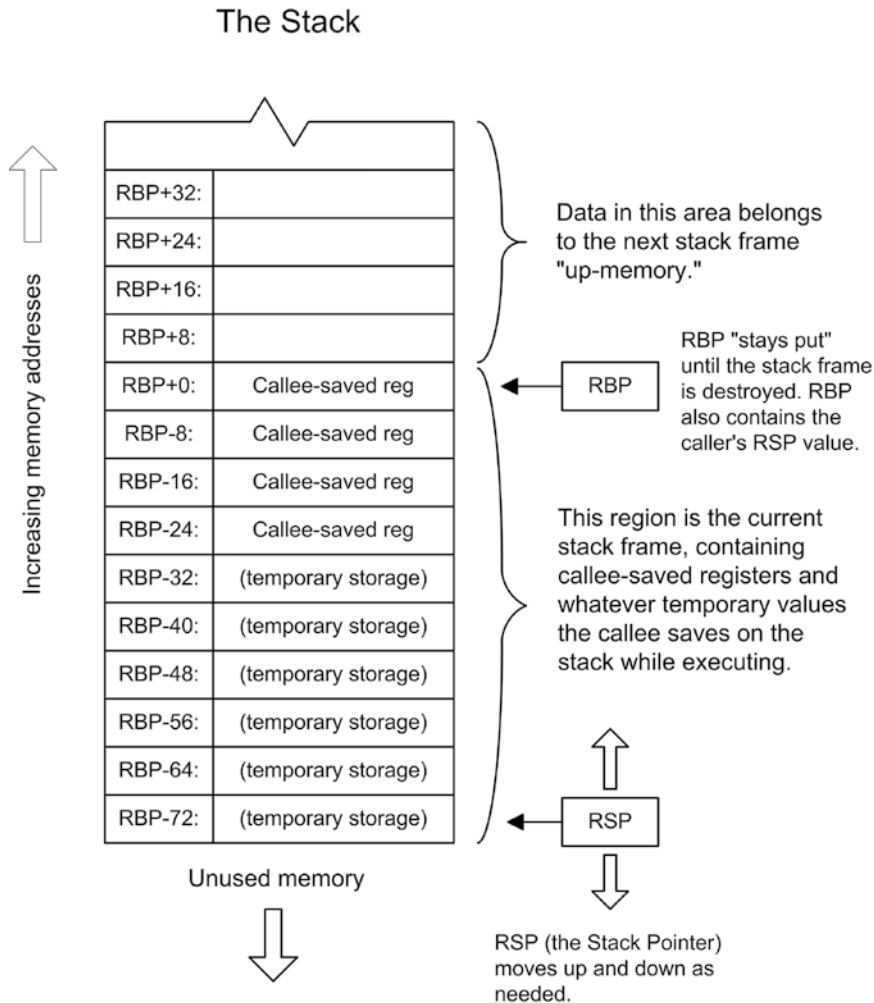 The Stack
Increasing memory addresses
RBP+32:
RBP+24:
RBP+16:
RBP+8:
RBP+0: Callee-saved reg
RBP-8: Callee-saved reg
RBP-16: Callee-saved reg
RBP-24: Callee-saved reg
RBP-32: (temporary storage)
RBP-40: (temporary storage)
RBP-48: (temporary storage)
RBP-56: (temporary storage)
RBP-64: (temporary storage)
RBP-72: (temporary storage)
Unused memory
Data in this area belongs
to the next stack frame
"up-memory."
RBP
RBP "stays put"
until the stack frame
is destroyed. RBP
also contains the
caller's RSP value.
This region is the current
stack frame, containing
callee-saved registers and
whatever temporary values
the callee saves on the
stack while executing.
RSP
RSP (the Stack Pointer)
moves up and down as
needed.